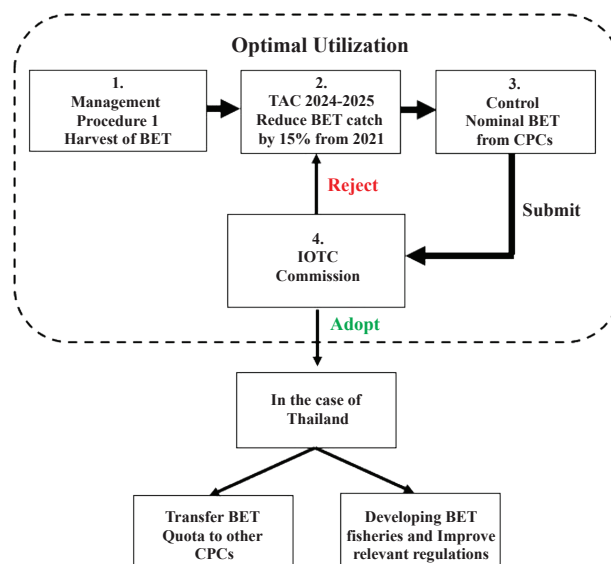 Optimal Utilization
1.
Management
Procedure 1
Harvest of BET
2.
TAC 2024-2025
Reduce BET catch
by 15% from 2021
3.
Control
Nominal BET
from CPCs
Reject
Submit
4.
IOTC
Commission
Adopt
In the case of
Thailand
Transfer BET
Quota to other
CPCs
Developing BET
fisheries and Improve
relevant regulations